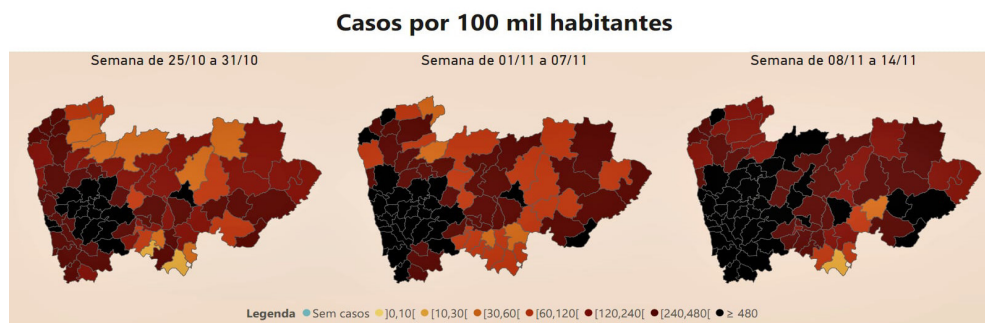 Casos por 100 mil habitantes
Semana de 25/10 a 31/10 Semana de 01/11 a 07/11 Semana de 08/11 a 14/11
Legenda Sem casos ]0,10[ [10,30[ [30,60[ [60,120[ [120,240[ [240,480[ ≥ 480